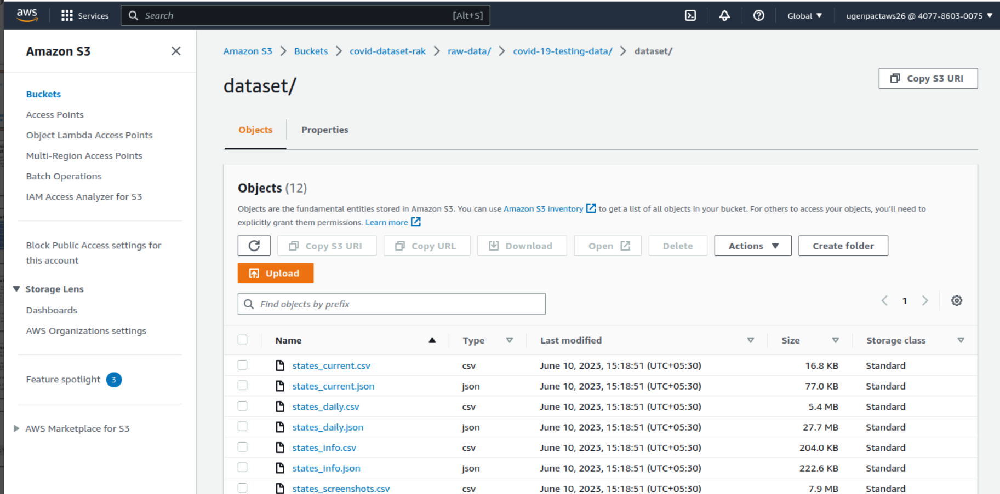 aws Services Search [Alt+S] Global ugenpactaws26 @ 4077-8603-0075
Amazon S3
Buckets
Access Points
Object Lambda Access Points
Multi-Region Access Points
Batch Operations
IAM Access Analyzer for S3
Block Public Access settings for
this account
Storage Lens
Dashboards
AWS Organizations settings
Feature spotlight 3
AWS Marketplace for S3
Amazon S3 Buckets covid-dataset-rak raw-data/ covid-19-testing-data/ dataset/
dataset/
Copy S3 URI
Objects Properties
Objects (12)
Objects are the fundamental entities stored in Amazon S3. You can use Amazon S3 inventory to get a list of all objects in your bucket. For others to access your objects, you'll need to
explicitly grant them permissions. Learn more
Copy S3 URI Copy URL Download Open Delete Actions Create folder
Upload
Find objects by prefix 1
Name Type Last modified Size Storage class
states_current.csv csv June 10, 2023, 15:18:51 (UTC+05:30) 16.8 KB Standard
states_current.json json June 10, 2023, 15:18:51 (UTC+05:30) 77.0 KB Standard
states_daily.csv csv June 10, 2023, 15:18:51 (UTC+05:30) 5.4 MB Standard
states_daily.json json June 10, 2023, 15:18:51 (UTC+05:30) 27.7 MB Standard
states_info.csv csv June 10, 2023, 15:18:51 (UTC+05:30) 204.0 KB Standard
states_info.json json June 10, 2023, 15:18:51 (UTC+05:30) 222.6 KB Standard
states_screenshots.csv csv June 10, 2023, 15:18:51 (UTC+05:30) 7.9 MB Standard